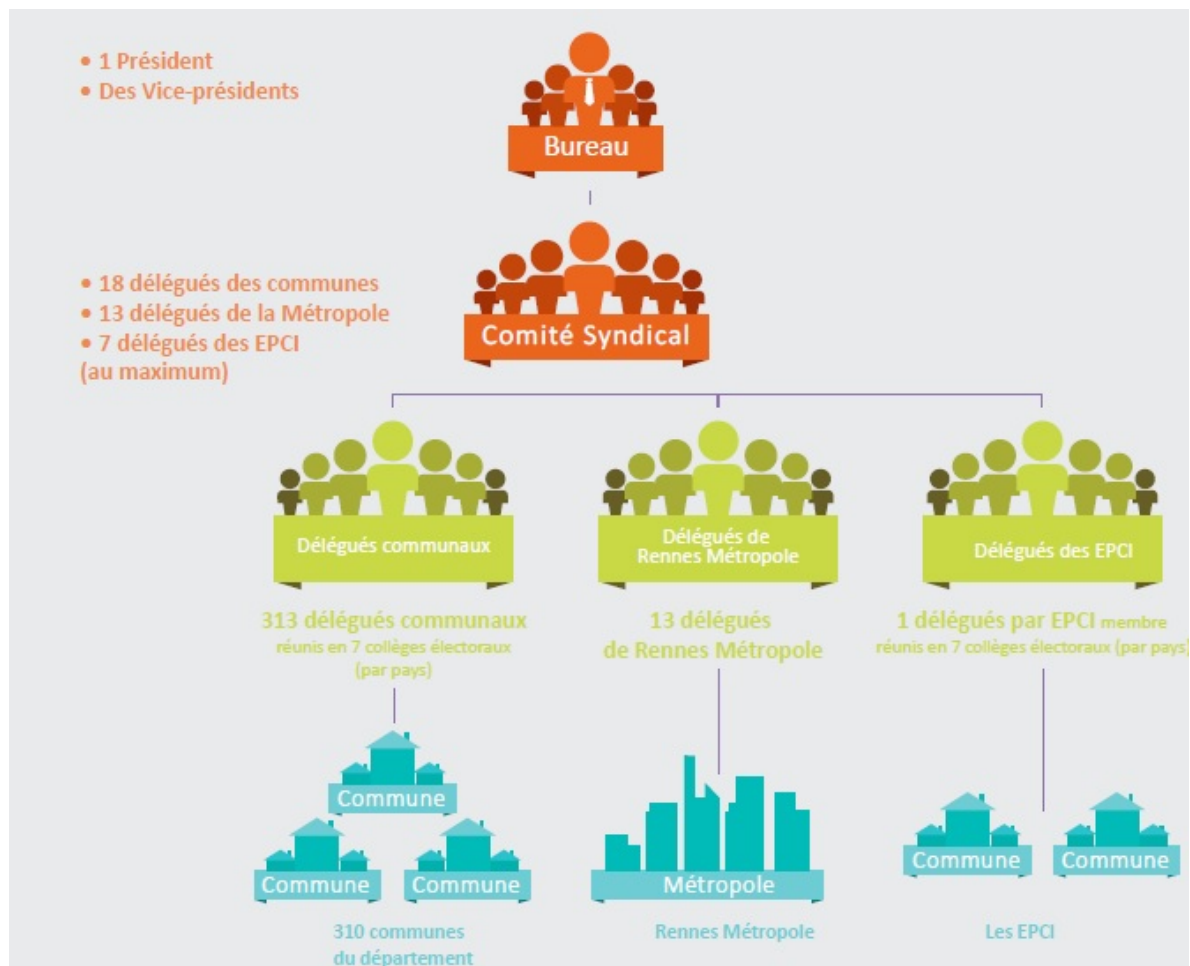 • 1 Président
• Des Vice-présidents
Bureau
• 18 délégués des communes
• 13 délégués de la Métropole
• 7 délégués des EPCI
(au maximum)
Comité Syndical
Délégués communaux
Délégués de
Rennes Métropole
Délégués des EPCI
313 délégués communaux
réunis en 7 collèges électoraux
(par pays)
13 délégués
de Rennes Métropole
1 délégués par EPCI membre
réunis en 7 collèges électoraux (par pays)
Commune
Commune
Commune
310 communes
du département
Métropole
Rennes Métropole
Commune
Commune
Les EPCI